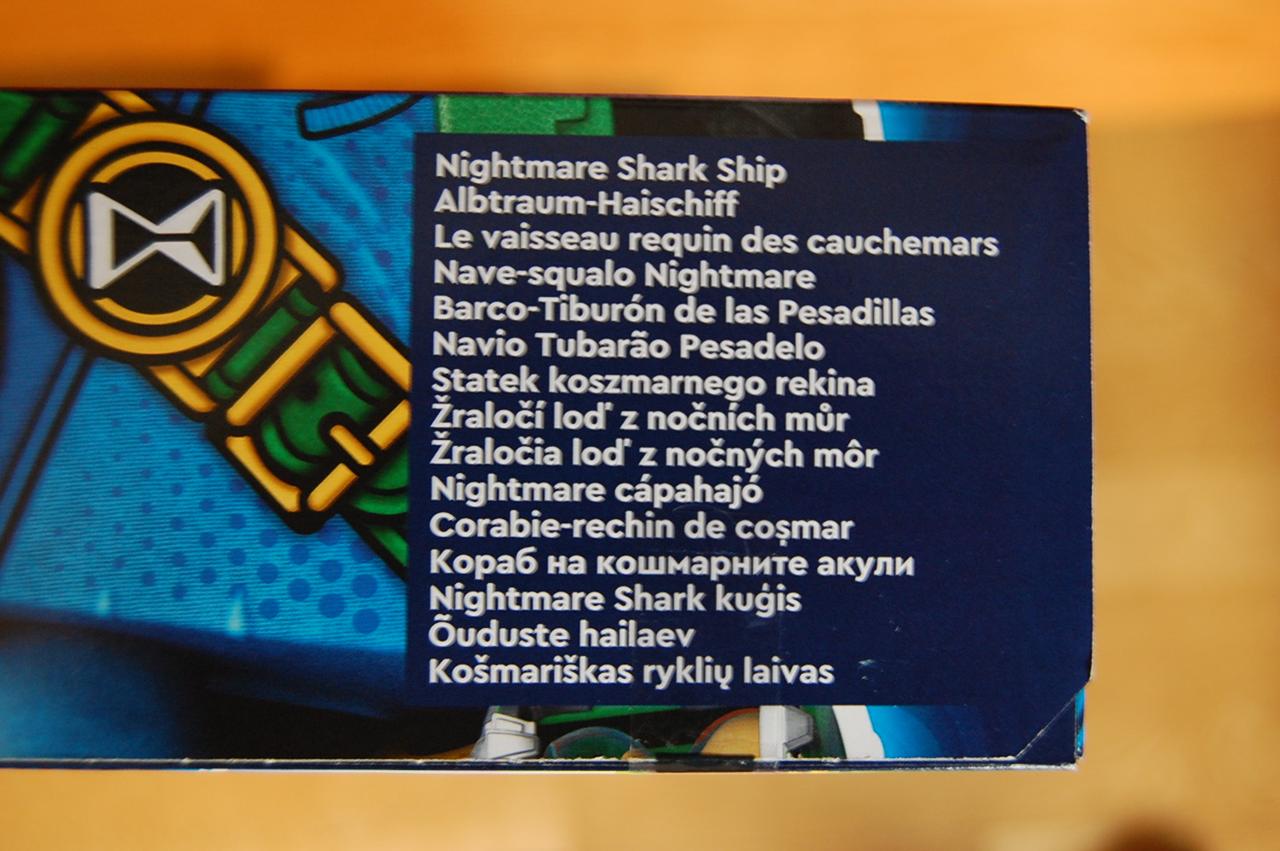 Nightmare Shark Ship
Albtraum-Haischiff
Le vaisseau requin des cauchemars
Nave-squalo Nightmare
Barco-Tiburón de las Pesadillas
Navio Tubarão Pesadelo
Statek koszmarnego rekina
Žraločí loď z nočních můr
Žraločia loď z nočných môr
Nightmare cápahajó
Corabie-rechin de coșmar
Кораб на кошмарните акули
Nightmare Shark kuģis
Õuduste hailaev
Košmariškas ryklių laivas